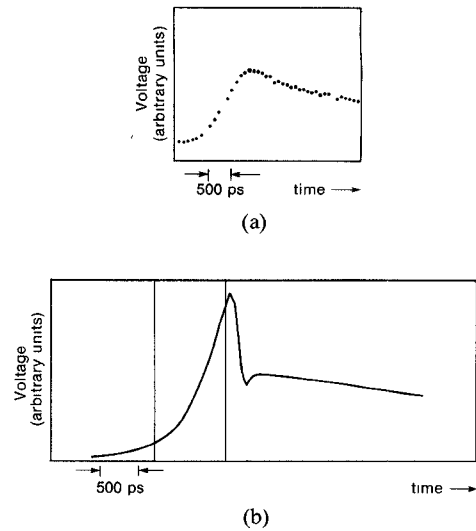 Voltage
(arbitrary units)
500 ps
time
(a)
Voltage
(arbitrary units)
500 ps
time
(b)